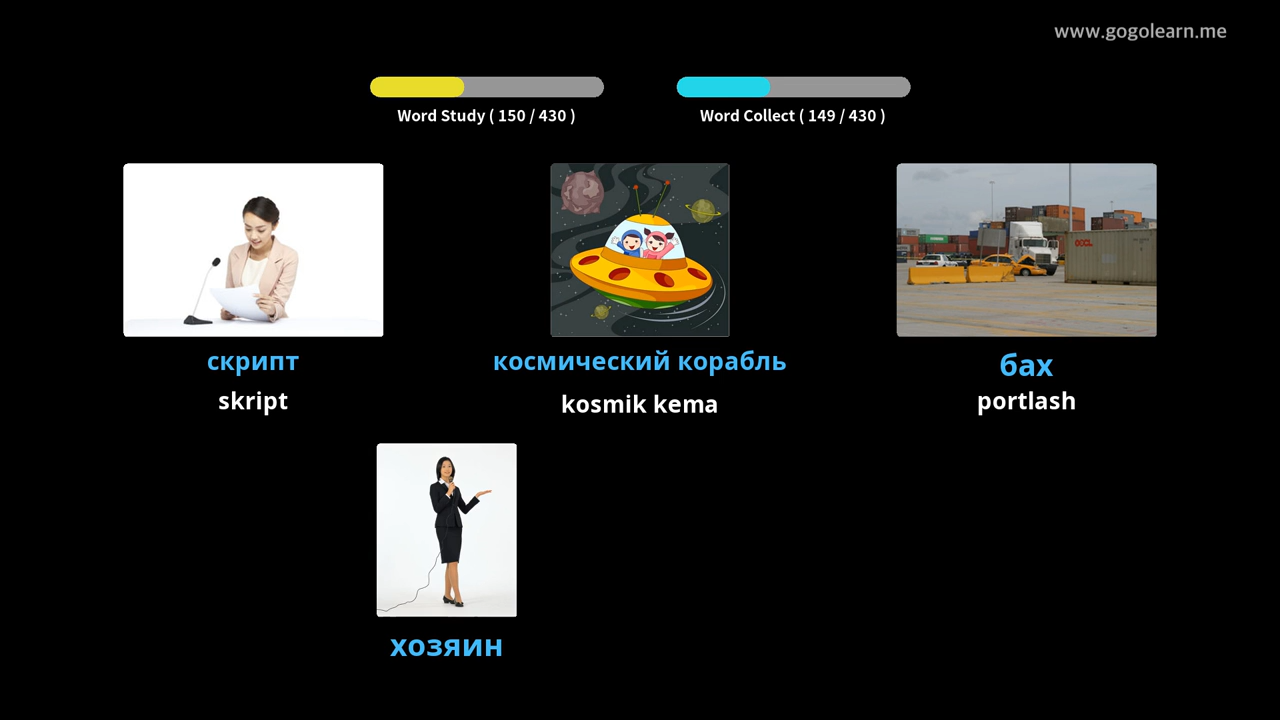 www.gogolearn.me
Word Study ( 150 / 430 )
Word Collect ( 149 / 430 )
скрипт
skript
космический корабль
kosmik kema
бах
portlash
хозяин